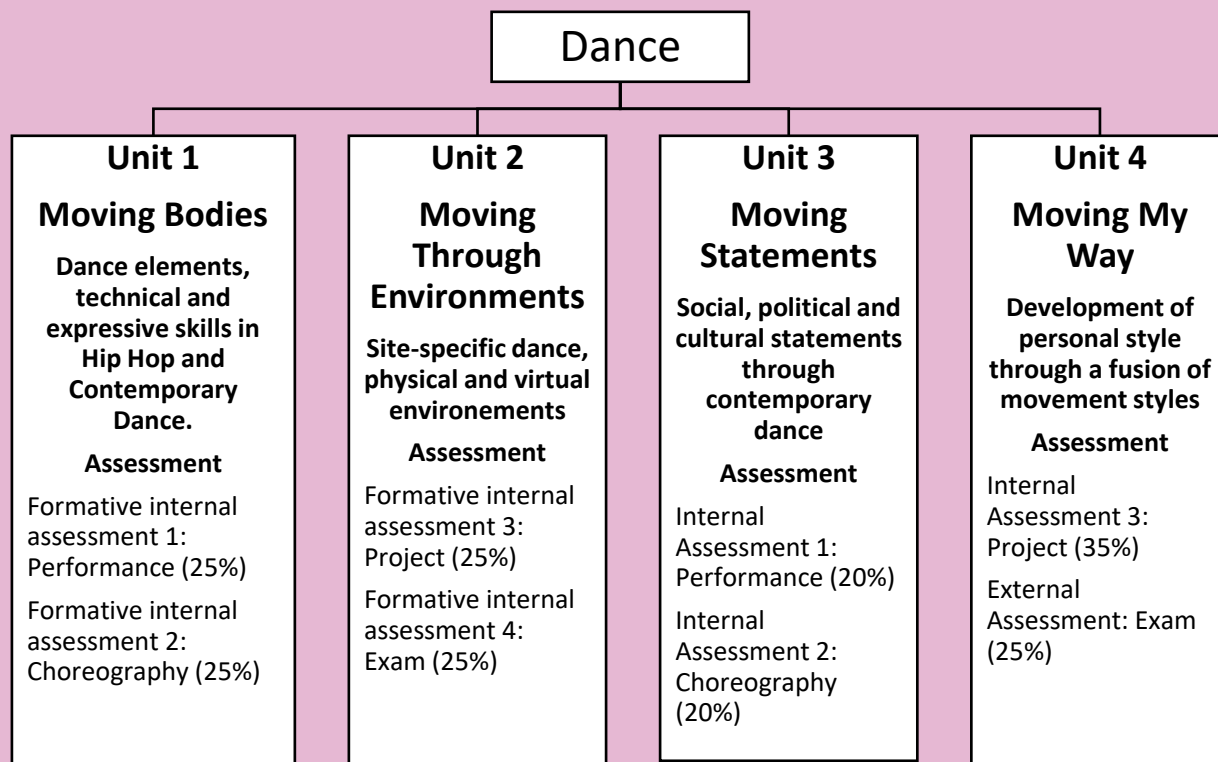 Dance
Unit 1
Moving Bodies
Dance elements,
technical and
expressive skills in
Hip Hop and
Contemporary
Dance.
Assessment
Formative internal
assessment 1:
Performance (25%)
Formative internal
assessment 2:
Choreography (25%)
Unit 2
Moving
Through
Environments
Site-specific dance,
physical and virtual
environements
Assessment
Formative internal
assessment 3:
Project (25%)
Formative internal
assessment 4:
Exam (25%)
Unit 3
Moving
Statements
Social, political and
cultural statements
through
contemporary
dance
Assessment
Internal
Assessment 1:
Performance (20%)
Internal
Assessment 2:
Choreography
(20%)
Unit 4
Moving My
Way
Development of
personal style
through a fusion of
movement styles
Assessment
Internal
Assessment 3:
Project (35%)
External
Assessment: Exam
(25%)